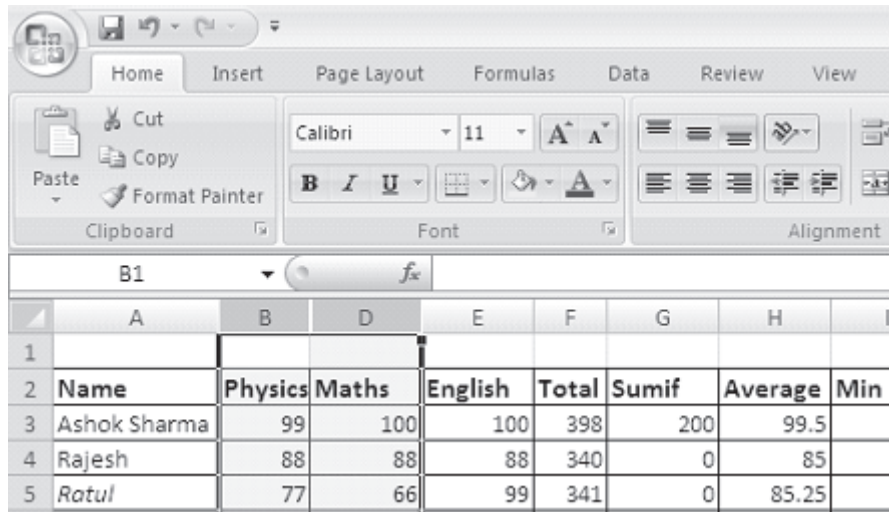 Home Insert Page Layout Formulas Data Review View
Cut
Copy
Paste
Format Painter
Calibri 11 A A
B I U A
Clipboard Font Alignment
B1 fx
A B D E F G H
1
2 Name Physics Maths English Total Sumif Average Min
3 Ashok Sharma 99 100 100 398 200 99.5
4 Rajesh 88 88 88 340 0 85
5 Ratul 77 66 99 341 0 85.25